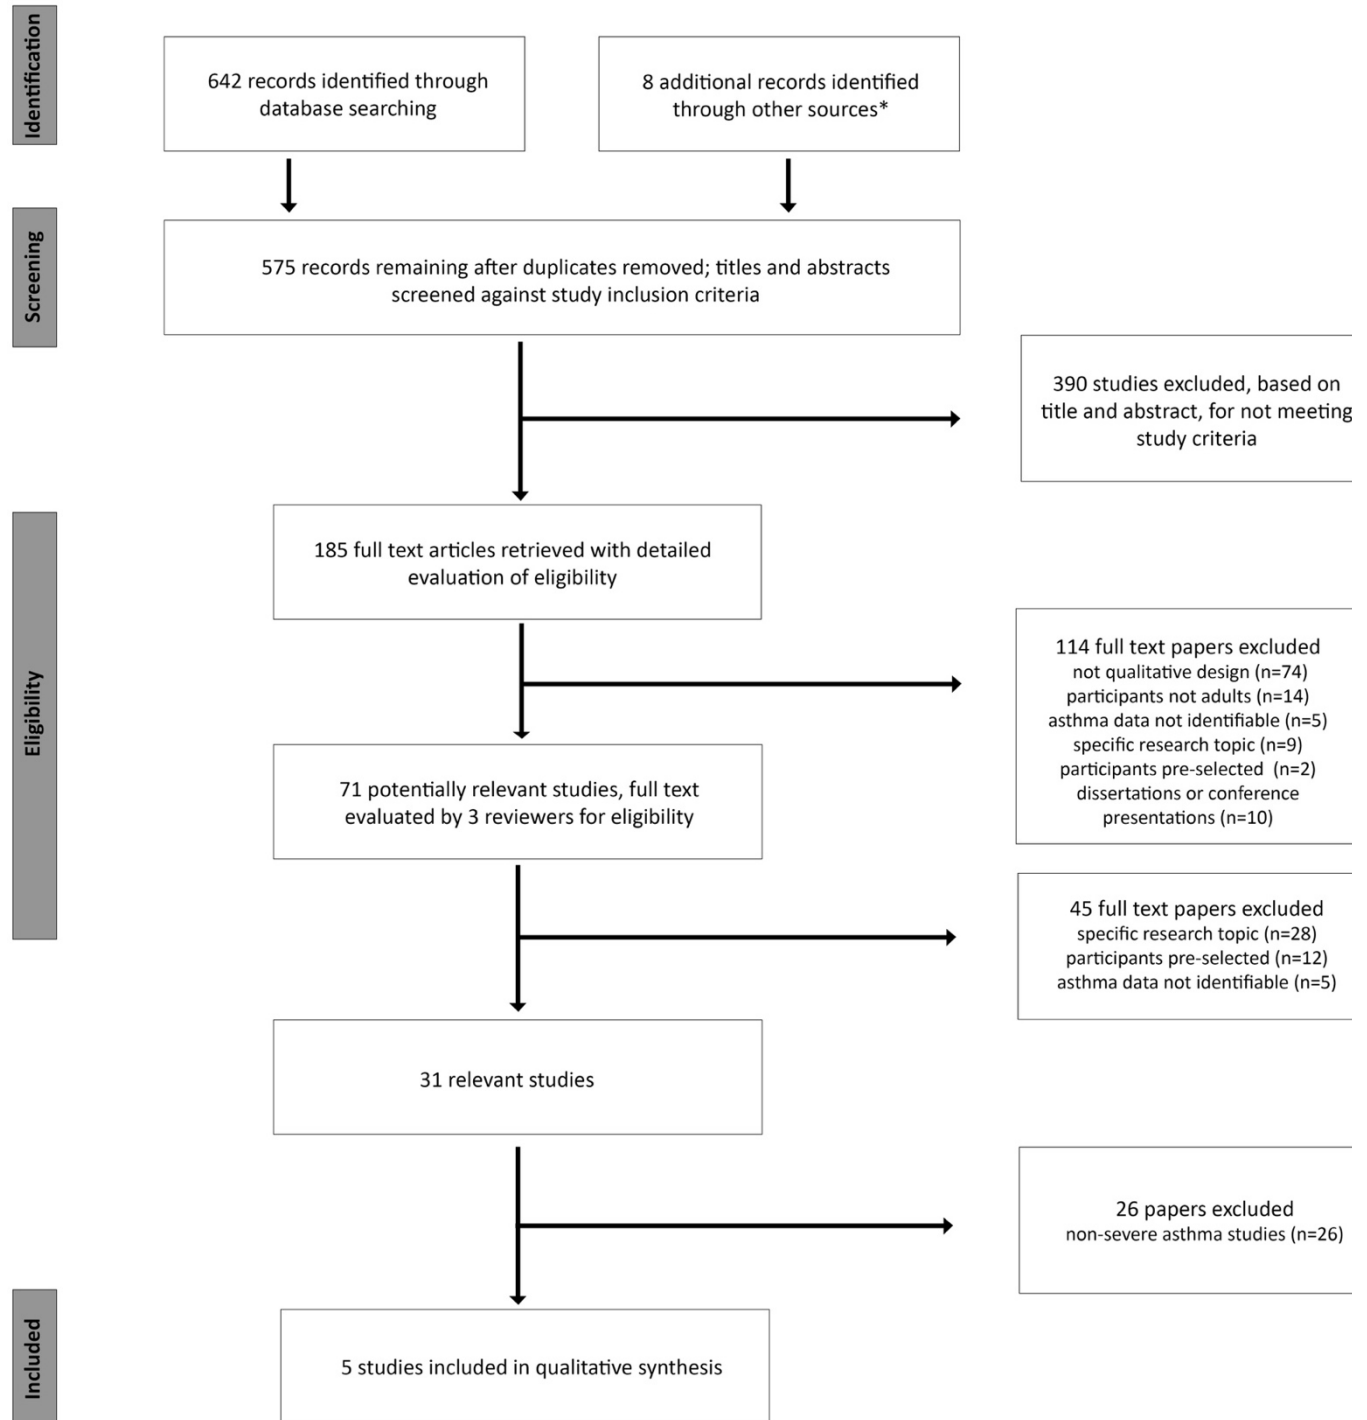 Identification
642 records identified through
database searching
8 additional records identified
through other sources*
Screening
575 records remaining after duplicates removed; titles and abstracts
screened against study inclusion criteria
390 studies excluded, based on
title and abstract, for not meeting
study criteria
Eligibility
185 full text articles retrieved with detailed
evaluation of eligibility
114 full text papers excluded
not qualitative design (n=74)
participants not adults (n=14)
asthma data not identifiable (n=5)
specific research topic (n=9)
participants pre-selected (n=2)
dissertations or conference
presentations (n=10)
71 potentially relevant studies, full text
evaluated by 3 reviewers for eligibility
45 full text papers excluded
specific research topic (n=28)
participants pre-selected (n=12)
asthma data not identifiable (n=5)
31 relevant studies
26 papers excluded
non-severe asthma studies (n=26)
Included
5 studies included in qualitative synthesis